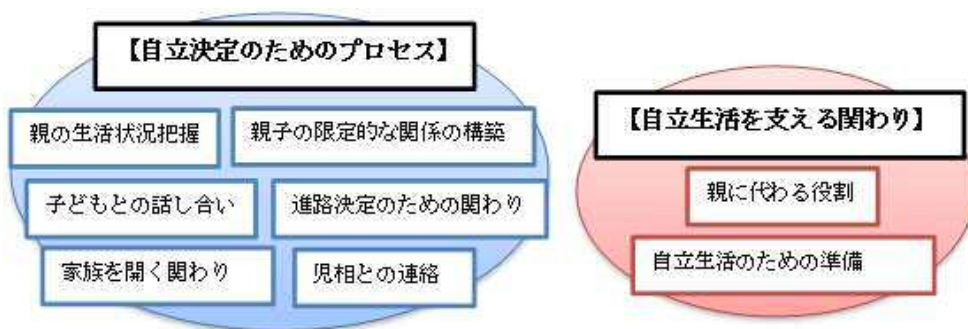 【自立決定のためのプロセス】
親の生活状況把握
親子の限定的な関係の構築
子どもとの話し合い
進路決定のための関わり
家族を開く関わり
児相との連絡
【自立生活を支える関わり】
親に代わる役割
自立生活のための準備